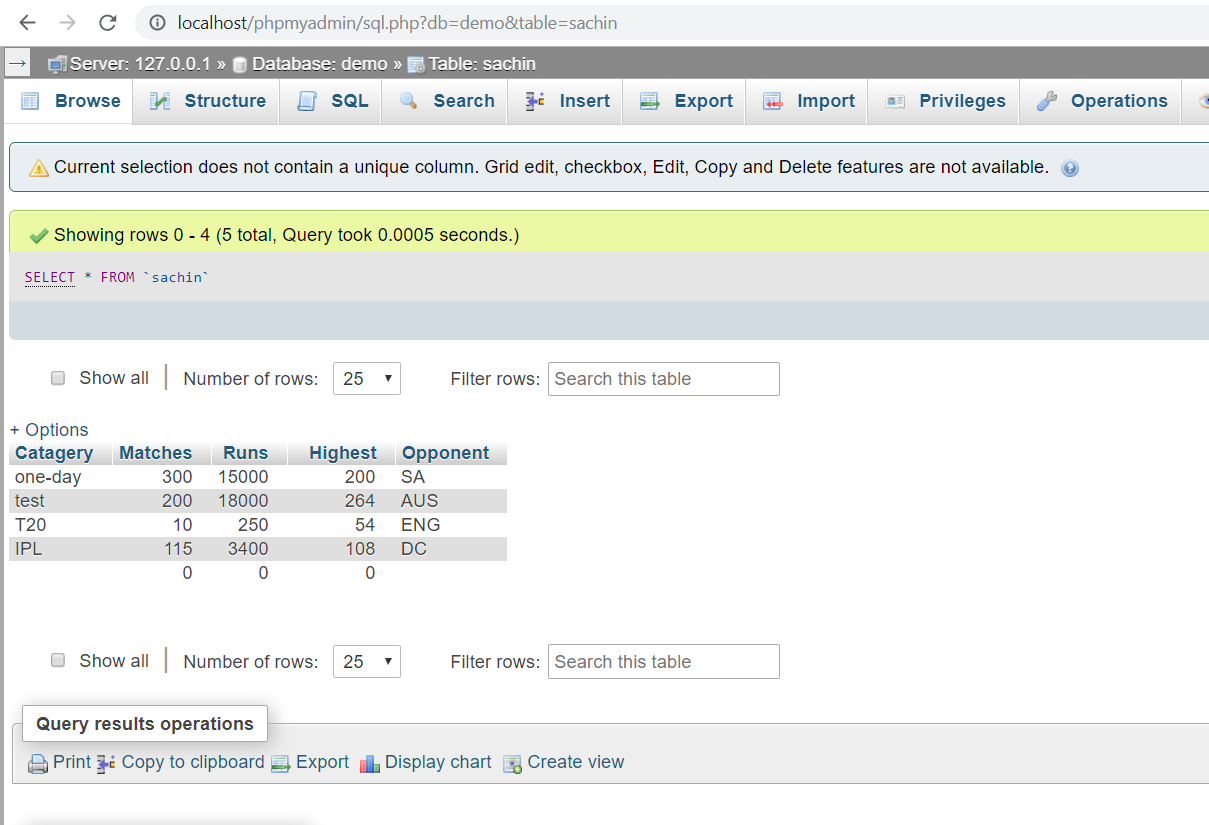 localhost/phpmyadmin/sql.php?db=demo&table=sachin
Server: 127.0.0.1 » Database: demo » Table: sachin
Browse Structure SQL Search Insert Export Import Privileges Operations
Current selection does not contain a unique column. Grid edit, checkbox, Edit, Copy and Delete features are not available.
Showing rows 0 - 4 (5 total, Query took 0.0005 seconds.)
SELECT * FROM `sachin`
Show all | Number of rows: 25 Filter rows: Search this table
+ Options
Catagery Matches Runs Highest Opponent
one-day 300 15000 200 SA
test 200 18000 264 AUS
T20 10 250 54 ENG
IPL 115 3400 108 DC
0 0 0
Show all | Number of rows: 25 Filter rows: Search this table
Query results operations
Print Copy to clipboard Export Display chart Create view